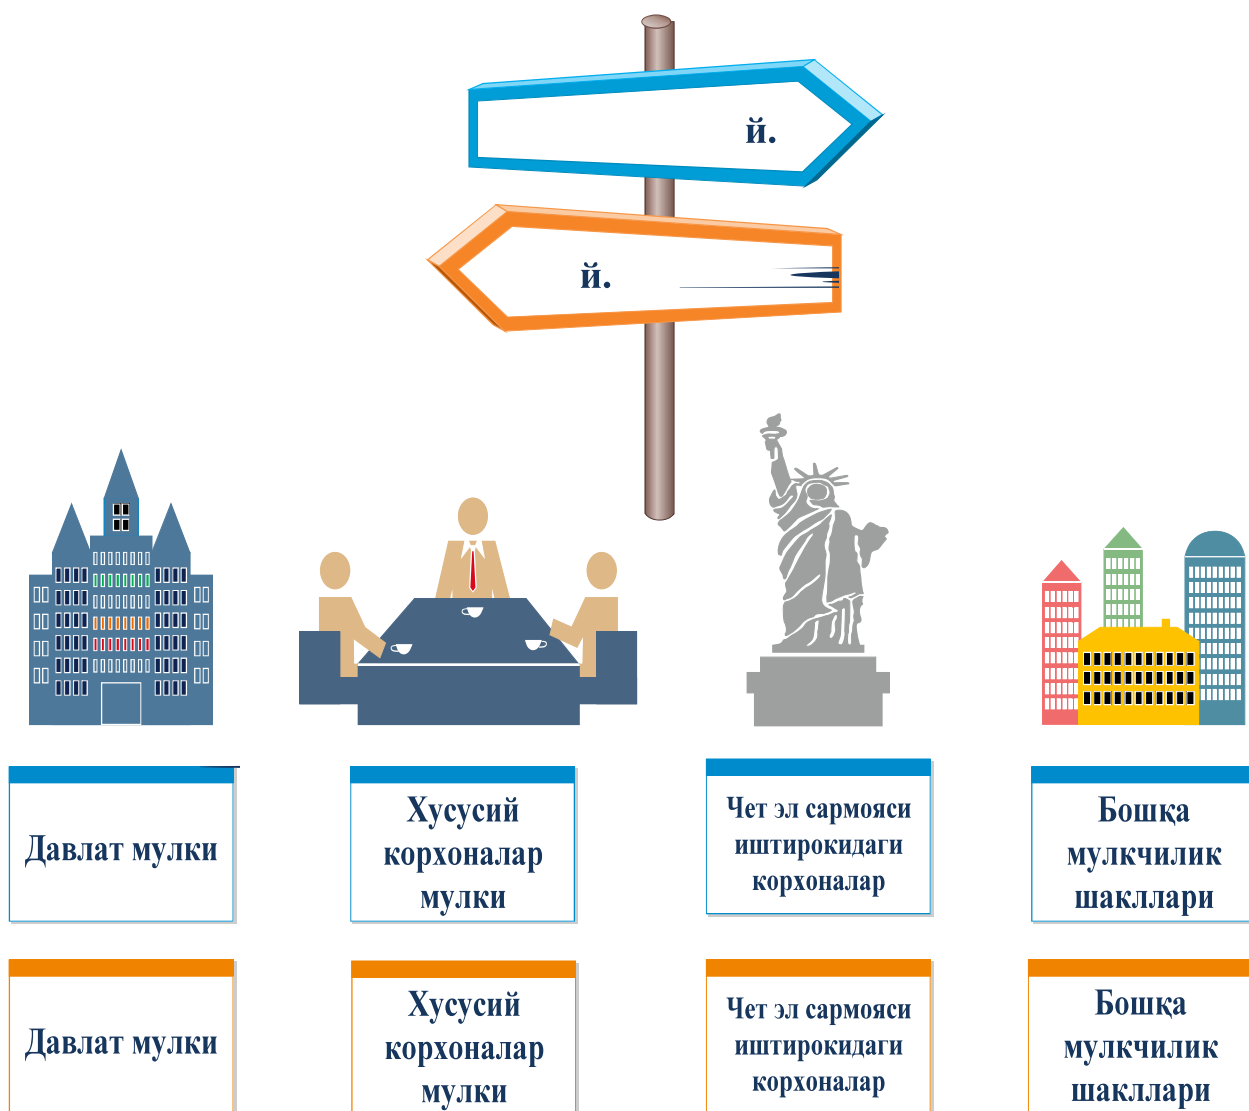 й.
й.
Давлат мулки
Хусусий
корхоналар
мулки
Чет эл сармояси
иштирокидаги
корхоналар
Бошқа
мулкчилик
шакллари
Давлат мулки
Хусусий
корхоналар
мулки
Чет эл сармояси
иштирокидаги
корхоналар
Бошқа
мулкчилик
шакллари